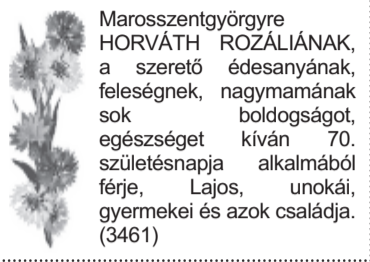 Marosszentgyörgyre
HORVÁTH ROZÁLIÁNAK,
a szerető édesanyának,
feleségnek, nagymamának
sok boldogságot,
egészséget kíván 70.
születésnapja alkalmából
férje, Lajos, unokái,
gyermekei és azok családja.
(3461)